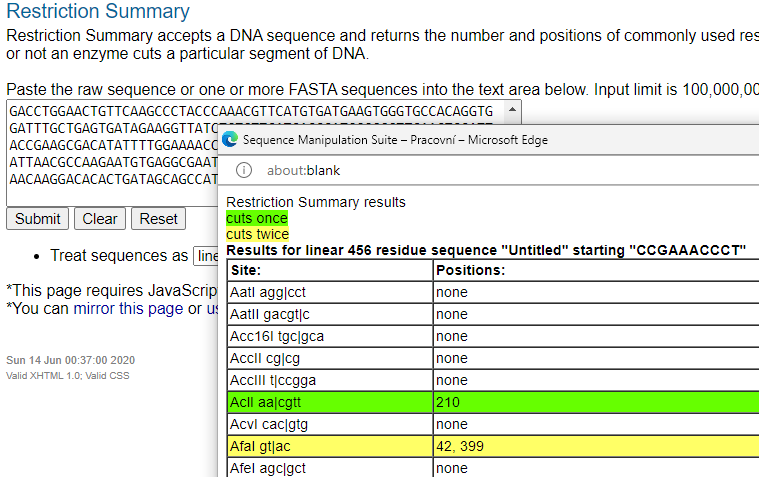 Restriction Summary
Restriction Summary accepts a DNA sequence and returns the number and positions of commonly used res
or not an enzyme cuts a particular segment of DNA.
Paste the raw sequence or one or more FASTA sequences into the text area below. Input limit is 100,000,00
GACCTGGAACTGTTCAAGCCCTACCCAAACGTTCATGTGATGAAGTGGGTGCCACAGGTG
GATTTGCTGAGTGATAGAAGGTTATC
ACCGAAGCGACATATTTTGGAAAACC
ATTAACGCCAAGAATGTGAGGCGAAT
AACAAGGACACACTGATAGCAGCCAT
Submit Clear Reset
• Treat sequences as line
*This page requires JavaScrip
*You can mirror this page or us
Sun 14 Jun 00:37:00 2020
Valid XHTML 1.0; Valid CSS
Sequence Manipulation Suite – Pracovní – Microsoft Edge
about:blank
Restriction Summary results
cuts once
cuts twice
Results for linear 456 residue sequence "Untitled" starting "CCGAAACCCT"
Site: Positions:
AatI agg|cct none
AatII gacgt|c none
Acc16I tgc|gca none
AccII cg|cg none
AccIII t|ccgga none
AclI aa|cgtt 210
AcvI cac|gtg none
AfaI gt|ac 42, 399
AfeI agc|gct none